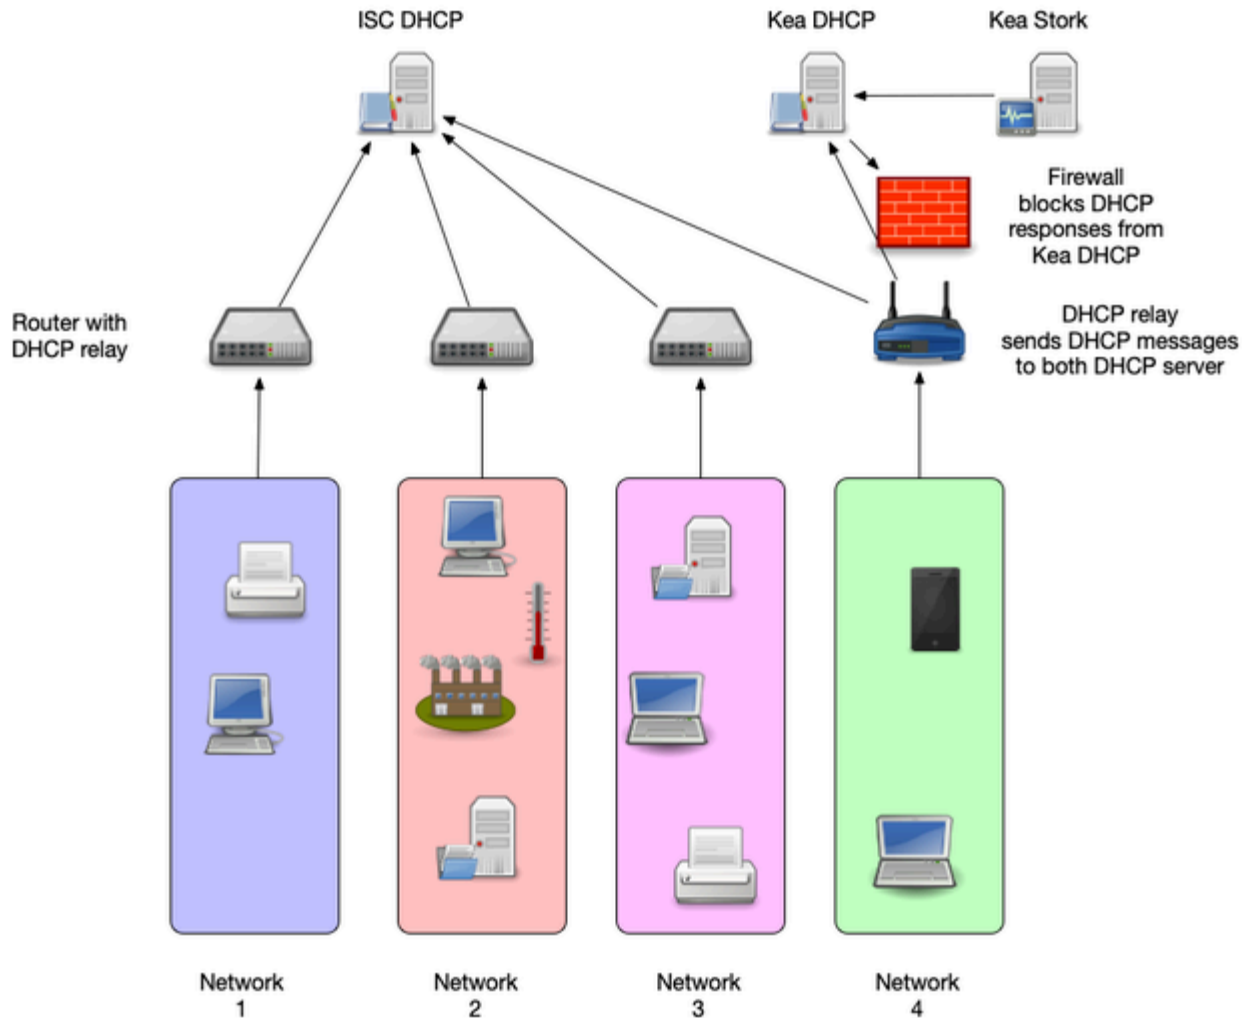 ISC DHCP
Kea DHCP
Kea Stork
Firewall
blocks DHCP
responses from
Kea DHCP
Router with
DHCP relay
DHCP relay
sends DHCP messages
to both DHCP server
Network
1
Network
2
Network
3
Network
4